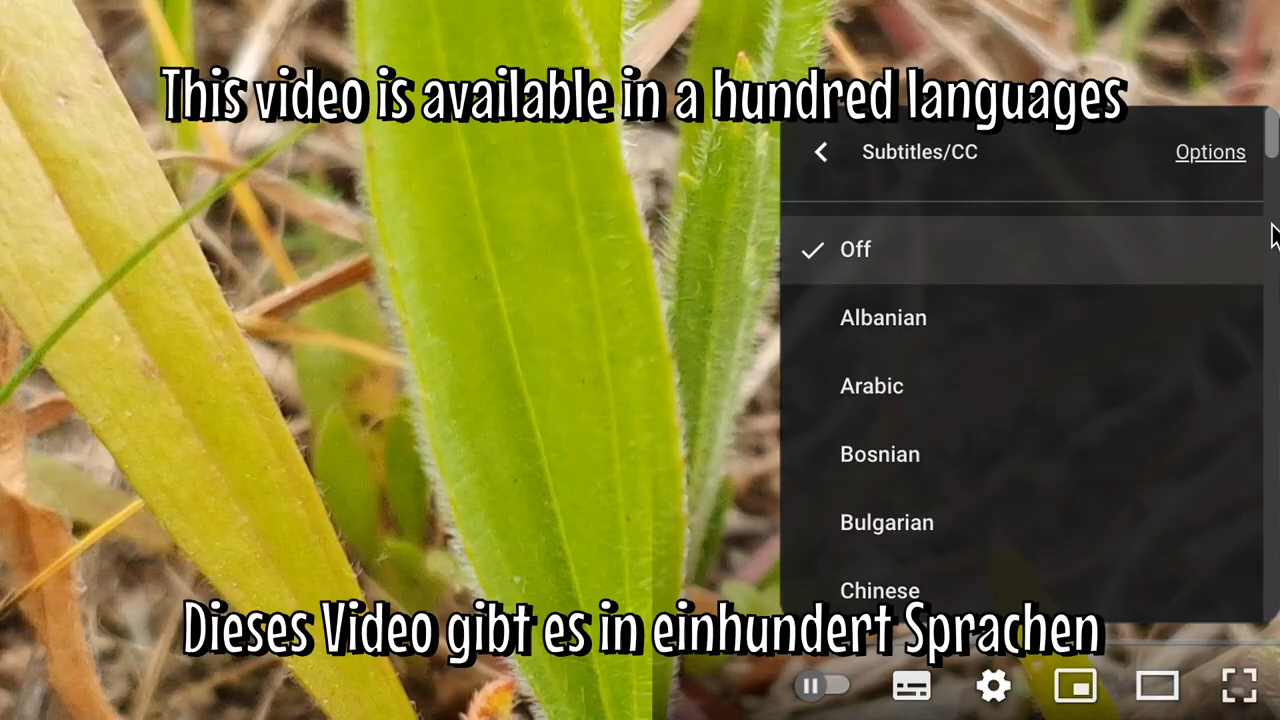 This video is available in a hundred languages
Subtitles/CC
Options
Off
Albanian
Arabic
Bosnian
Bulgarian
Chinese
Dieses Video gibt es in einhundert Sprachen